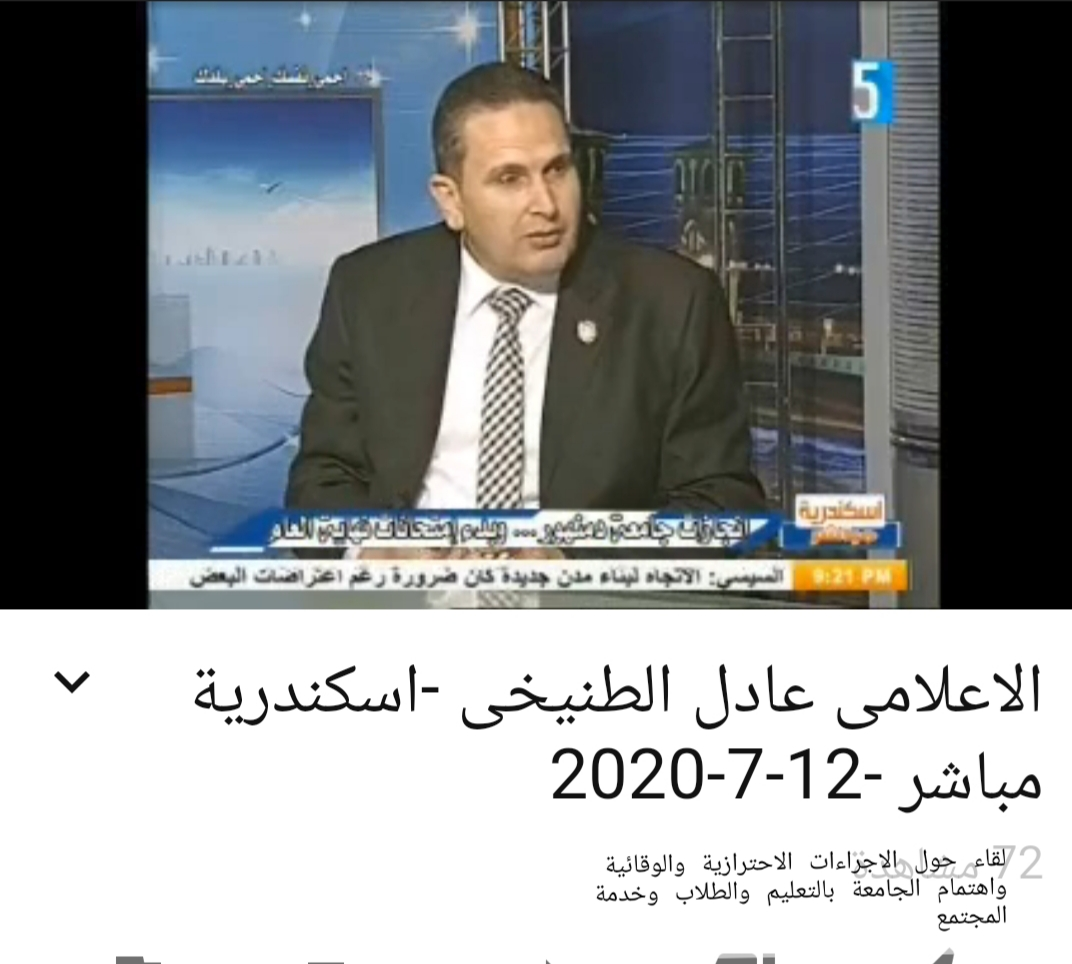 احمي نفسك احمي بلدك
5
اسكندرية
مباشر
انجازات جامعة دمنهور... وبدء إمتحانات نهاية العام
9:21 PM السيسي: الاتجاه لبناء مدن جديدة كان ضرورة رغم اعتراضات البعض
الاعلامى عادل الطنيخى -اسكندرية
مباشر -12-7-2020
72 مشاهدة
لقاء حول الاجراءات الاحترازية والوقائية
واهتمام الجامعة بالتعليم والطلاب وخدمة
المجتمع